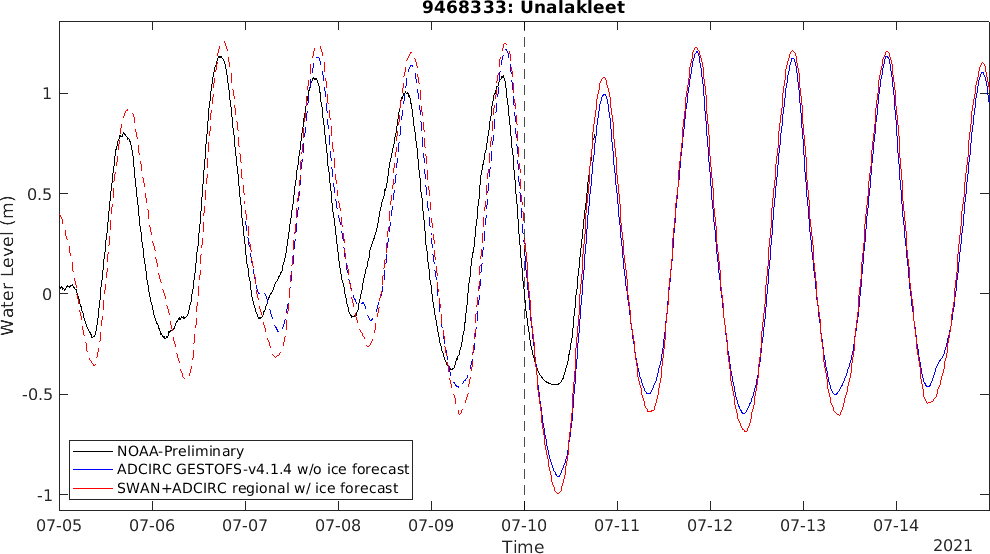 9468333: Unalakleet
Water Level (m)
1
0.5
0
-0.5
-1
NOAA-Preliminary
ADCIRC GESTOFS-v4.1.4 w/o ice forecast
SWAN+ADCIRC regional w/ ice forecast
07-05 07-06 07-07 07-08 07-09 07-10 07-11 07-12 07-13 07-14
Time
2021